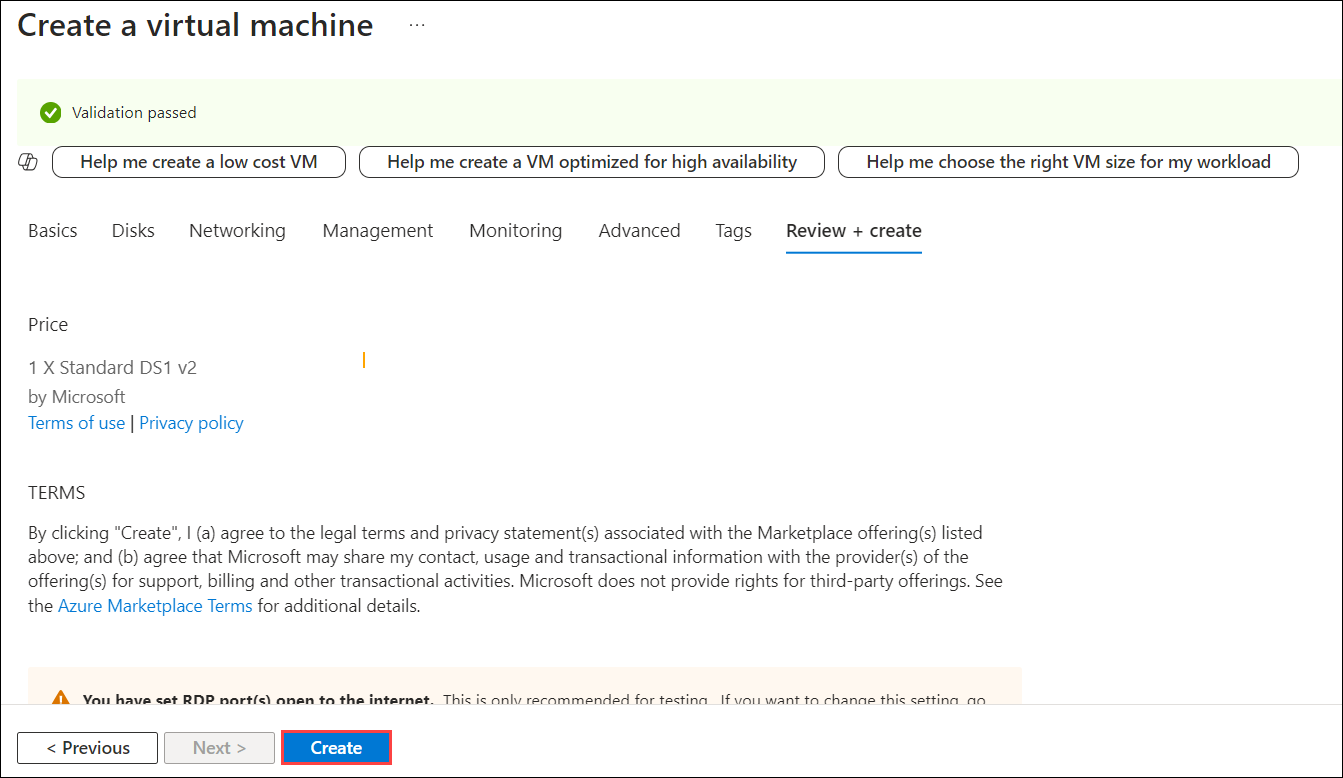 Create a virtual machine ...
Validation passed
Help me create a low cost VM Help me create a VM optimized for high availability Help me choose the right VM size for my workload
Basics Disks Networking Management Monitoring Advanced Tags Review + create
Price
1 X Standard DS1 v2
by Microsoft
Terms of use | Privacy policy
TERMS
By clicking "Create", I (a) agree to the legal terms and privacy statement(s) associated with the Marketplace offering(s) listed
above; and (b) agree that Microsoft may share my contact, usage and transactional information with the provider(s) of the
offering(s) for support, billing and other transactional activities. Microsoft does not provide rights for third-party offerings. See
the Azure Marketplace Terms for additional details.
You have set RDP port(s) open to the internet. This is only recommended for testing. If you want to change this setting, go
< Previous Next > Create